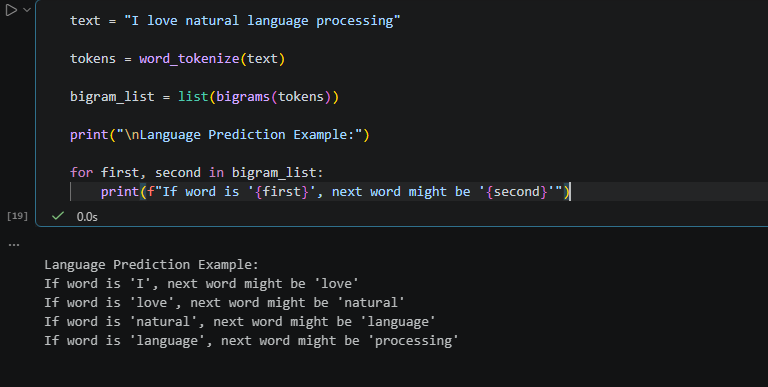 text = "I love natural language processing"
tokens = word_tokenize(text)
bigram_list = list(bigrams(tokens))
print("\nLanguage Prediction Example:")
for first, second in bigram_list:
    print(f"If word is '{first}', next word might be '{second}'")
[19] 0.0s
...
Language Prediction Example:
If word is 'I', next word might be 'love'
If word is 'love', next word might be 'natural'
If word is 'natural', next word might be 'language'
If word is 'language', next word might be 'processing'